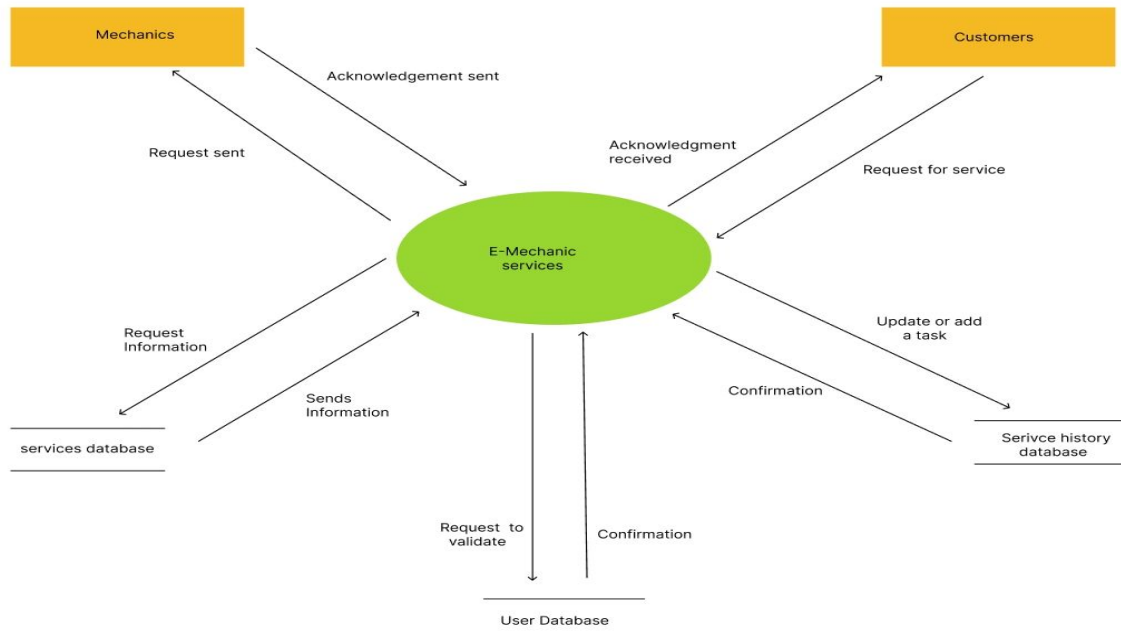 Mechanics
Customers
Acknowledgement sent
Acknowledgment
received
Request sent
Request for service
E-Mechanic
services
Request
Information
Update or add
a task
Sends
Information
Confirmation
services database
Serivce history
database
Request to
validate
Confirmation
User Database